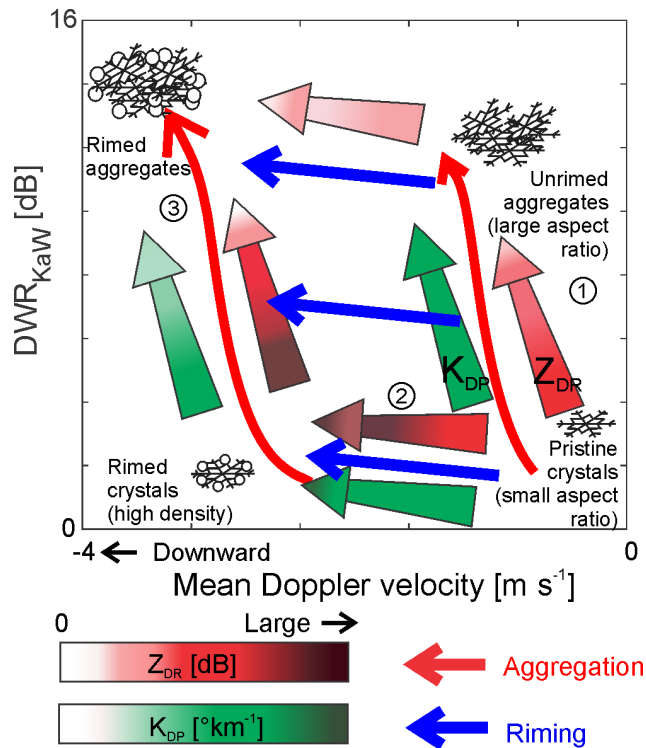 16
DWR_KaW [dB]
0
Rimed
aggregates
③
Unrimed
aggregates
(large aspect
ratio)
①
K_DP
Z_DR
②
Rimed
crystals
(high density)
Pristine
crystals
(small aspect
ratio)
-4
Downward
0
Mean Doppler velocity [m s⁻¹]
0
Large
Z_DR [dB]
K_DP [°km⁻¹]
Aggregation
Riming